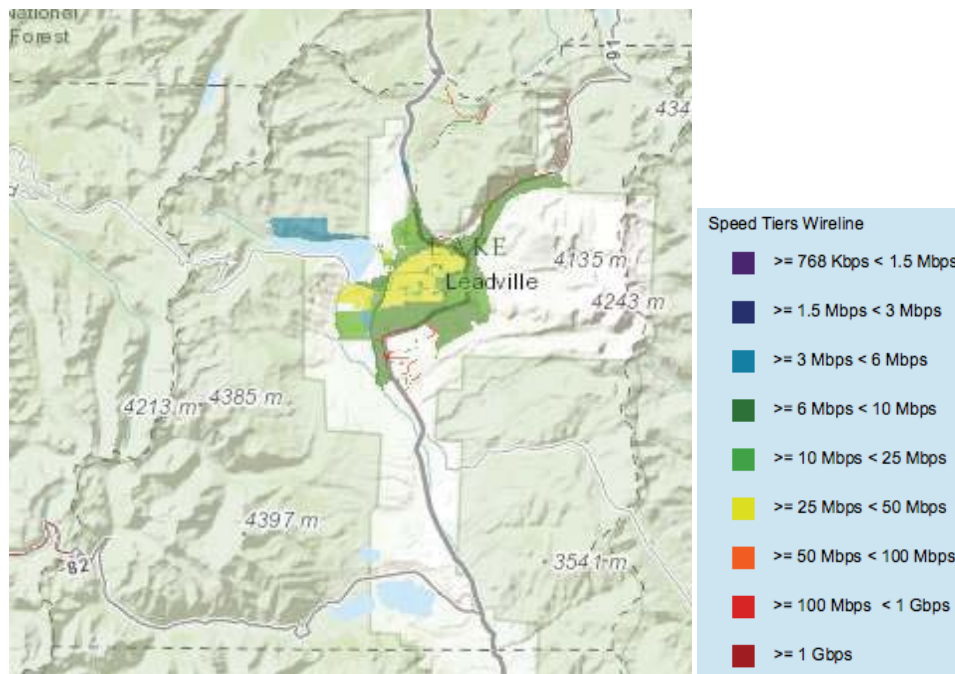 National
Forest
91
434
LAKE
4135 m
Leadville
4243 m
4213 m
4385 m
4397 m
82
3541 m
Speed Tiers Wireline
>= 768 Kbps < 1.5 Mbps
>= 1.5 Mbps < 3 Mbps
>= 3 Mbps < 6 Mbps
>= 6 Mbps < 10 Mbps
>= 10 Mbps < 25 Mbps
>= 25 Mbps < 50 Mbps
>= 50 Mbps < 100 Mbps
>= 100 Mbps < 1 Gbps
>= 1 Gbps